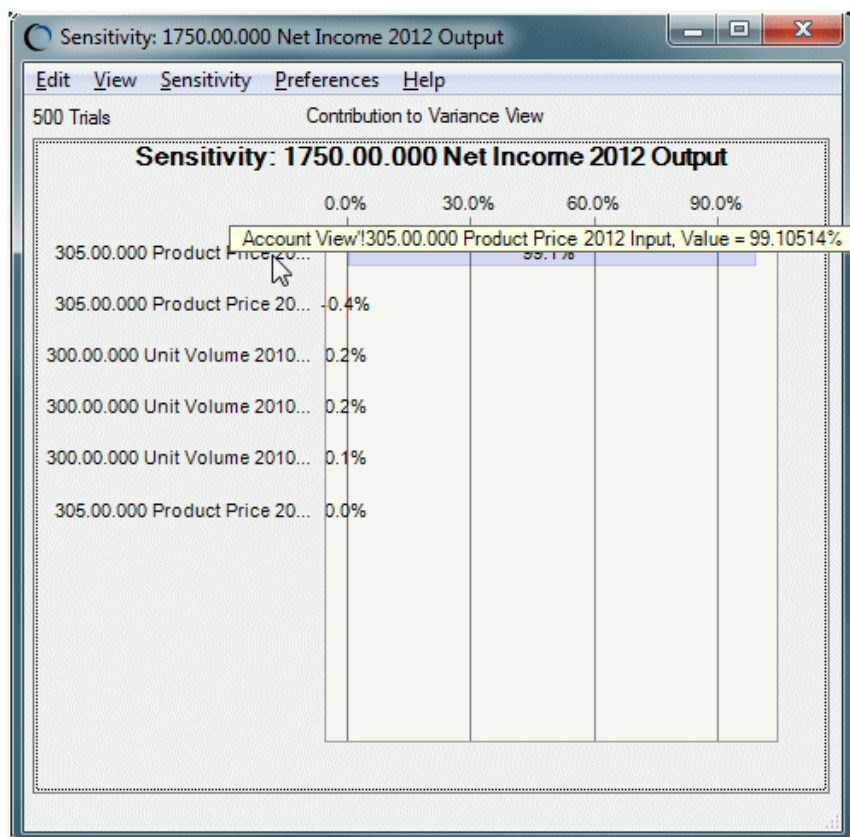 Sensitivity: 1750.00.000 Net Income 2012 Output
Edit View Sensitivity Preferences Help
500 Trials Contribution to Variance View
Sensitivity: 1750.00.000 Net Income 2012 Output
0.0% 30.0% 60.0% 90.0%
Account View'!305.00.000 Product Price 2012 Input, Value = 99.10514%
305.00.000 Product Price 20... 99.1%
305.00.000 Product Price 20... -0.4%
300.00.000 Unit Volume 2010... 0.2%
300.00.000 Unit Volume 2010... 0.2%
300.00.000 Unit Volume 2010... 0.1%
305.00.000 Product Price 20... 0.0%